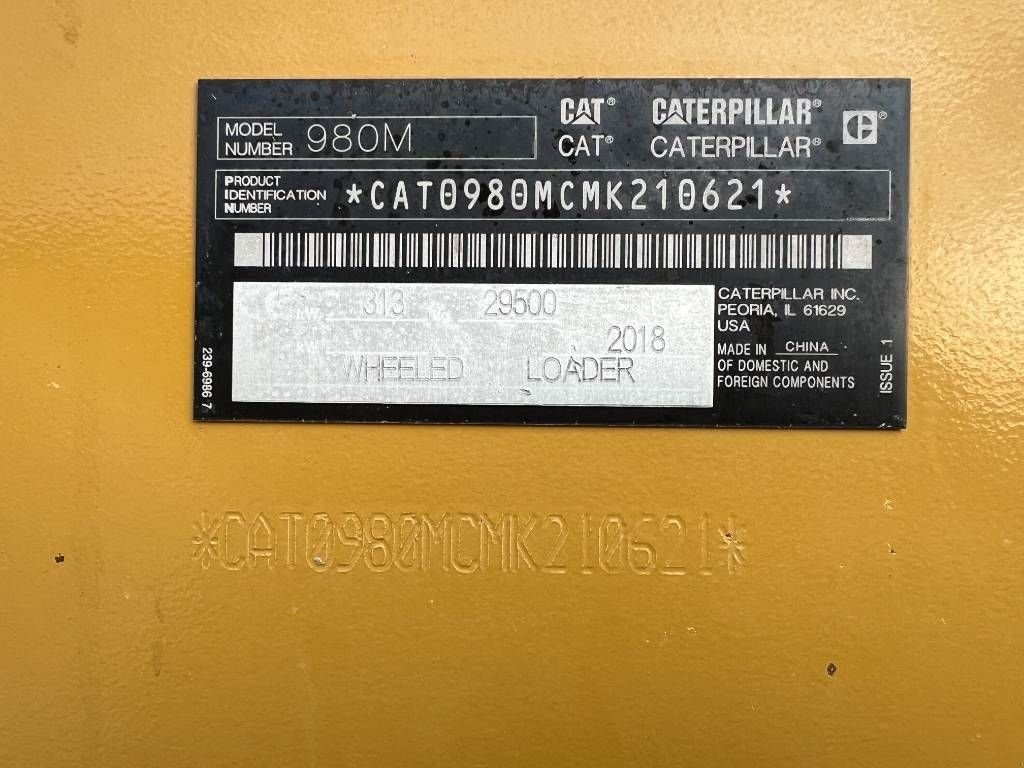 CAT® CATERPILLAR®
MODEL NUMBER 980M
CAT® CATERPILLAR®
PRODUCT
IDENTIFICATION
NUMBER
*CAT0980MCMK210621*
kW 313 29500
2018
WHEELED LOADER
CATERPILLAR INC.
PEORIA, IL 61629
USA
MADE IN CHINA
OF DOMESTIC AND
FOREIGN COMPONENTS
ISSUE 1
239-6986 7
*CAT0980MCMK210621*